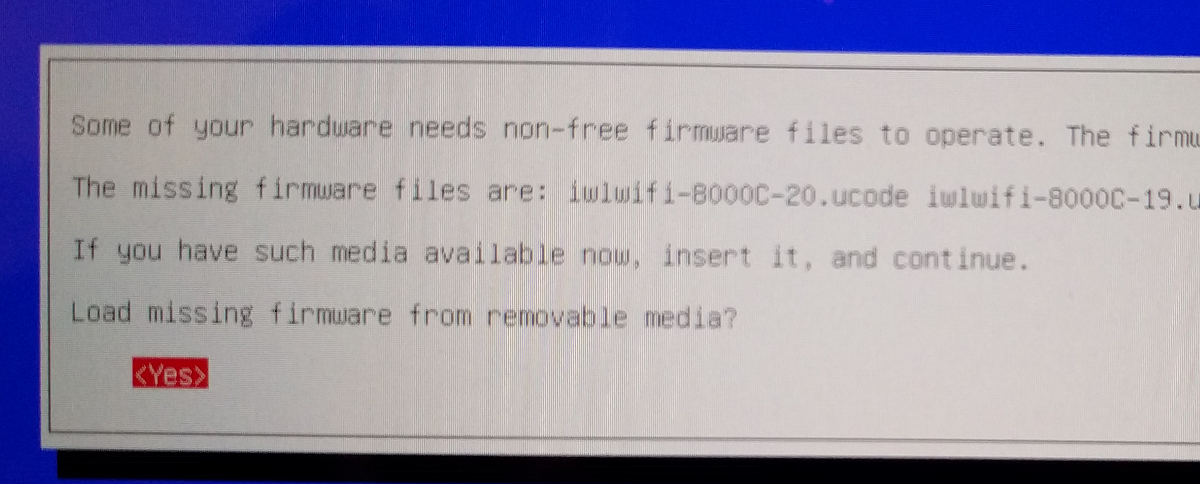 Some of your hardware needs non-free firmware files to operate. The firmw
The missing firmware files are: iwlwifi-8000C-20.ucode iwlwifi-8000C-19.u
If you have such media available now, insert it, and continue.
Load missing firmware from removable media?
<Yes>